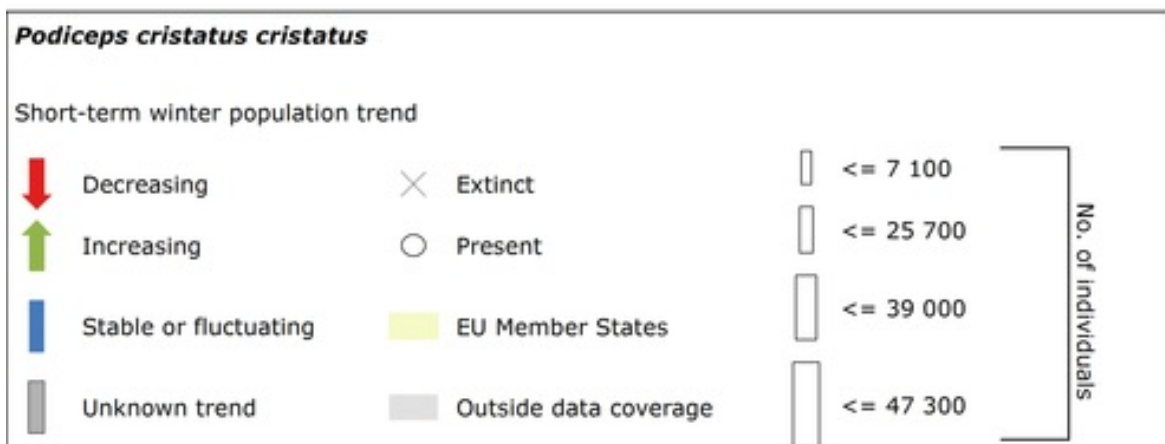 Podiceps cristatus cristatus
Short-term winter population trend
Decreasing
Increasing
Stable or fluctuating
Unknown trend
Extinct
Present
EU Member States
Outside data coverage
<= 7 100
<= 25 700
<= 39 000
<= 47 300
No. of individuals